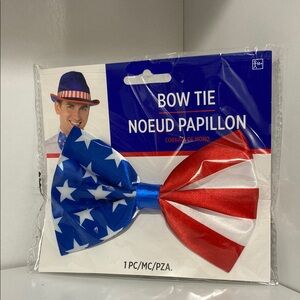 BOW TIE
NOEUD PAPILLON
1 PC/MC/PZA.